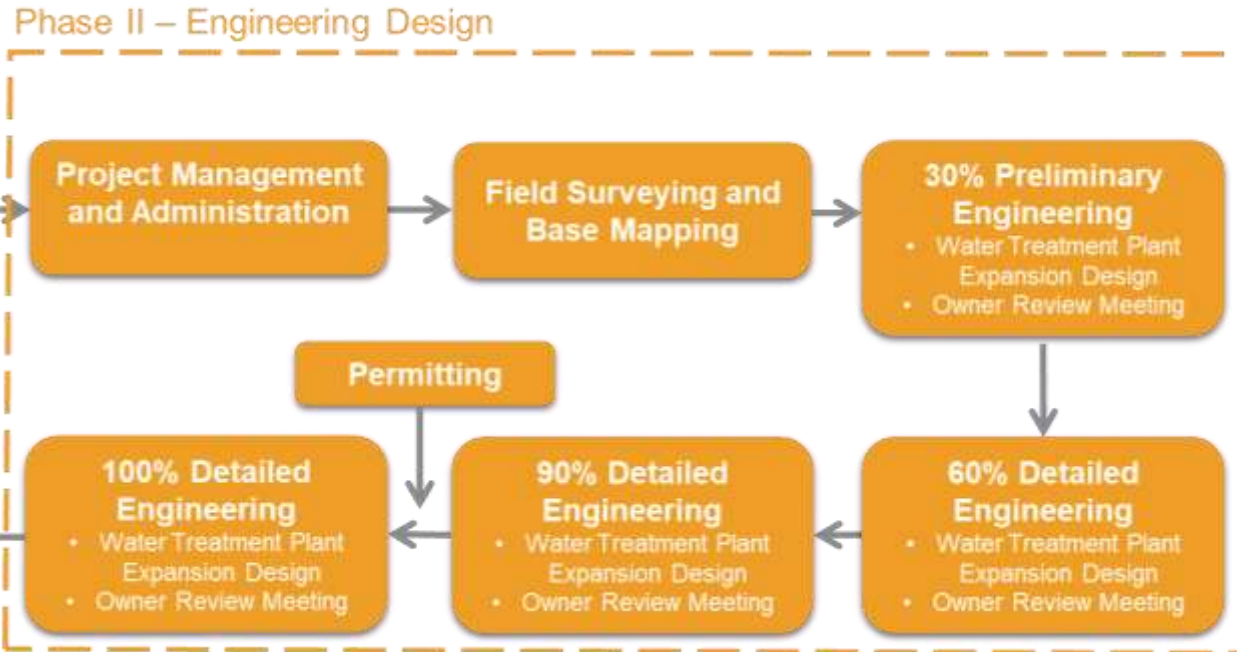 Phase II – Engineering Design
Project Management
and Administration
Field Surveying and
Base Mapping
30% Preliminary
Engineering
• Water Treatment Plant
Expansion Design
• Owner Review Meeting
Permitting
100% Detailed
Engineering
• Water Treatment Plant
Expansion Design
• Owner Review Meeting
90% Detailed
Engineering
• Water Treatment Plant
Expansion Design
• Owner Review Meeting
60% Detailed
Engineering
• Water Treatment Plant
Expansion Design
• Owner Review Meeting